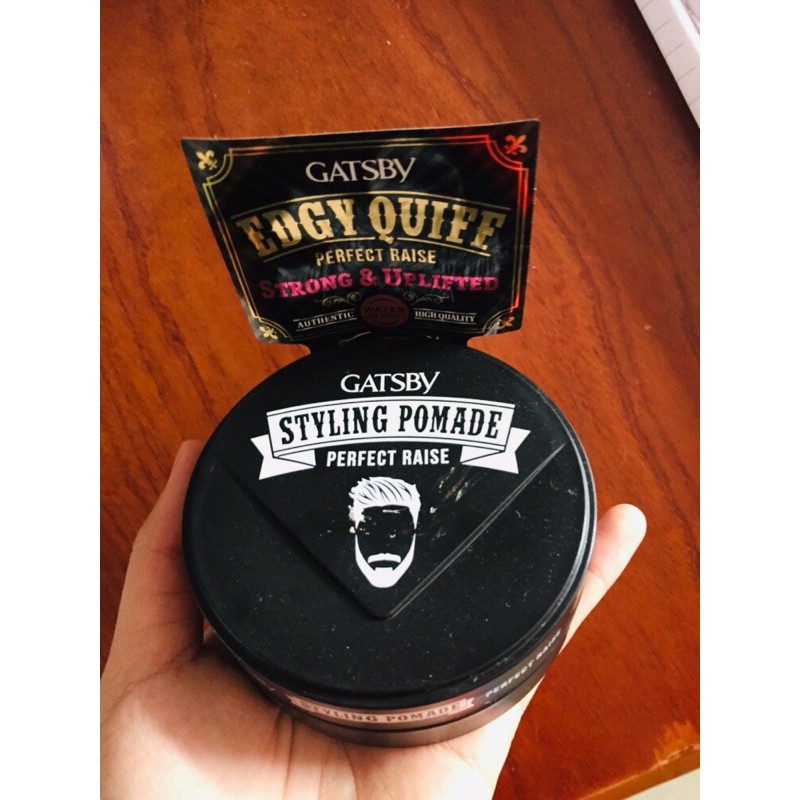 GATSBY
EDGY QUIFF
PERFECT RAISE
STRONG & UPLIFTED
WATER
AUTHENTIC HIGH QUALITY
GATSBY
STYLING POMADE
PERFECT RAISE
STYLING POMADE
PERFECT RAISE